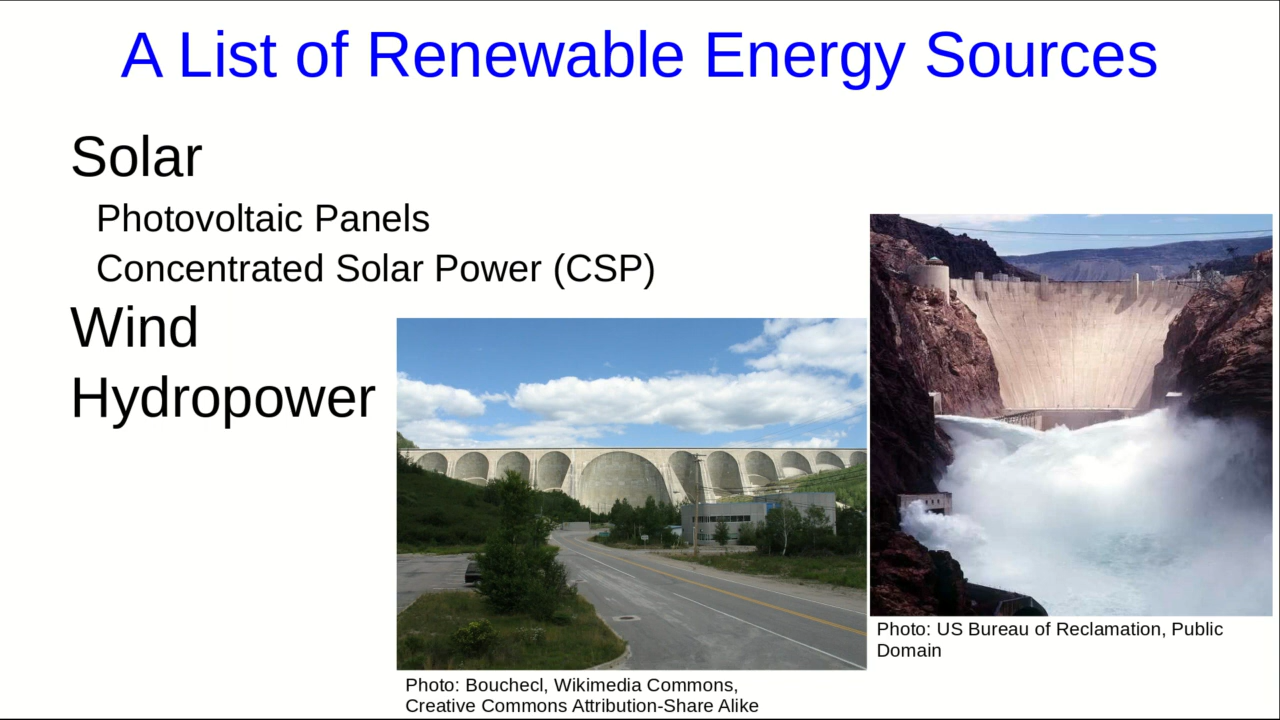 A List of Renewable Energy Sources
Solar
Photovoltaic Panels
Concentrated Solar Power (CSP)
Wind
Hydropower
Photo: US Bureau of Reclamation, Public
Domain
Photo: Bouchecl, Wikimedia Commons,
Creative Commons Attribution-Share Alike